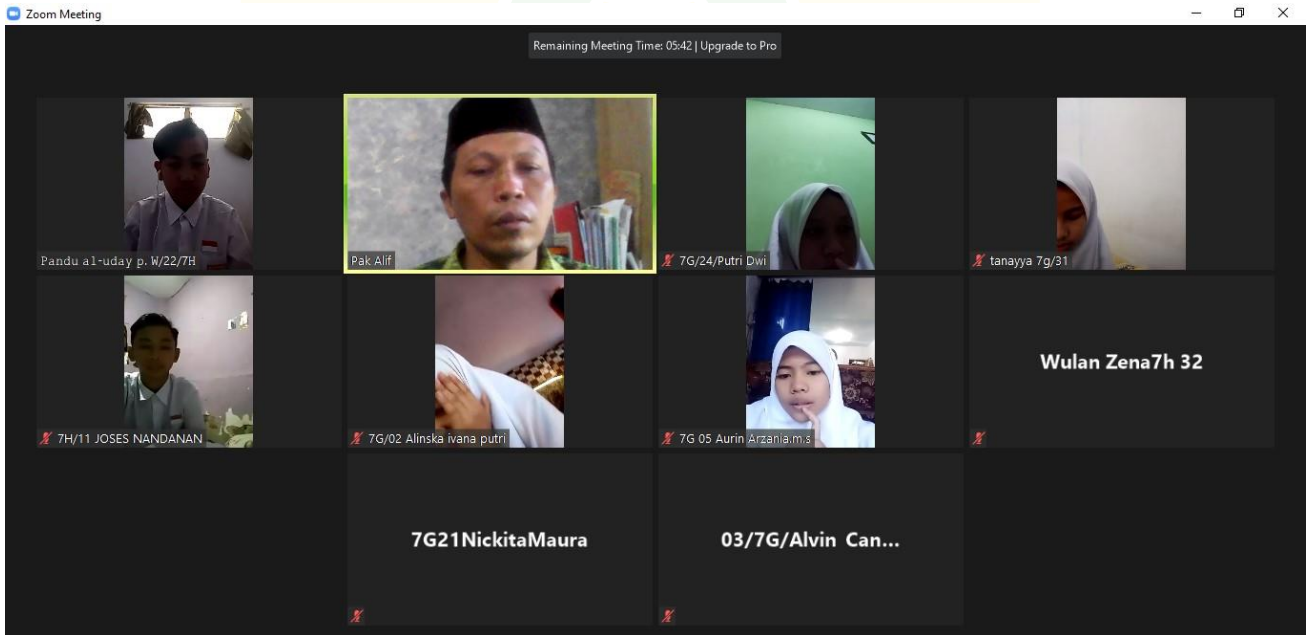 Zoom Meeting
Remaining Meeting Time: 05:42 | Upgrade to Pro
Pandu al-uday p. W/22/7H
Pak Alif
7G/24/Putri Dwi
tanayya 7g/31
7H/11 JOSES NANDANAN
7G/02 Alinska ivana putri
7G 05 Aurin Arzania.m.s
Wulan Zena7h 32
7G21NickitaMaura
03/7G/Alvin Can...